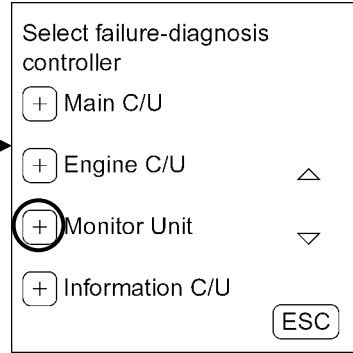 Select failure-diagnosis
controller
+ Main C/U
+ Engine C/U
+ Monitor Unit
+ Information C/U
ESC